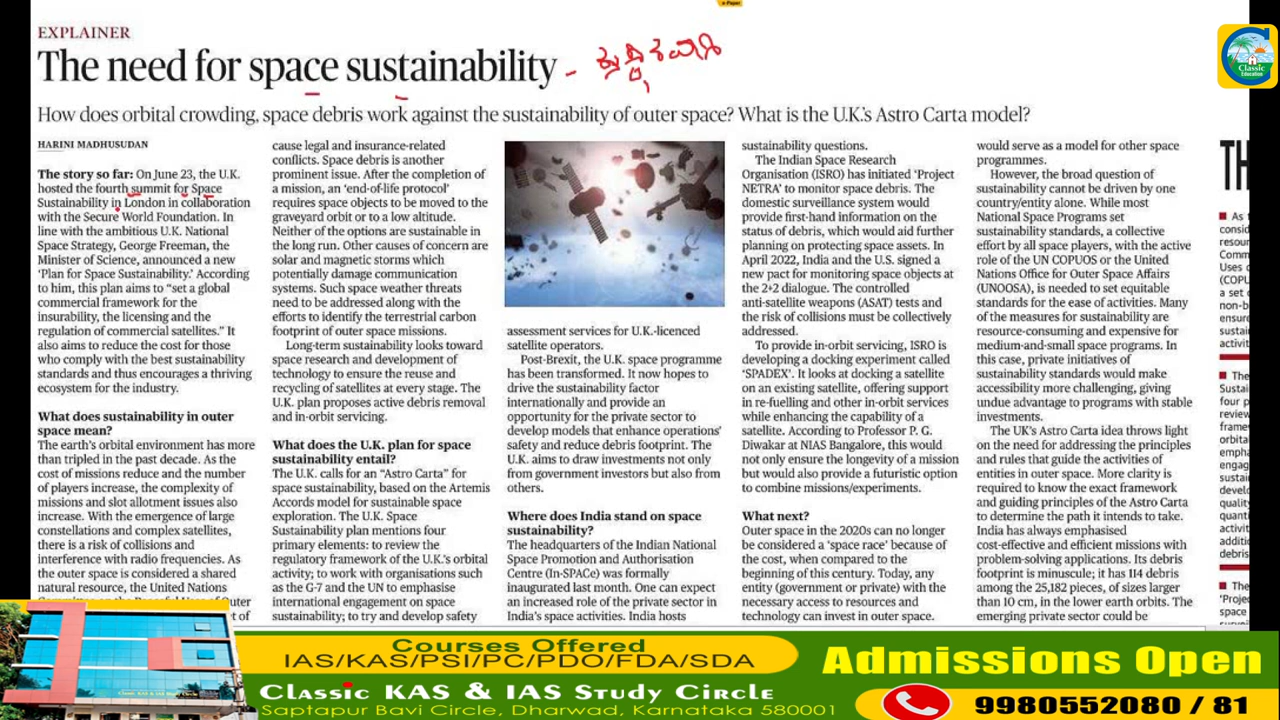 e-Paper
EXPLAINER
The need for space sustainability -
How does orbital crowding, space debris work against the sustainability of outer space? What is the U.K.'s Astro Carta model?
HARINI MADHUSUDAN
The story so far: On June 23, the U.K.
hosted the fourth summit for Space
Sustainability in London in collaboration
with the Secure World Foundation. In
line with the ambitious U.K. National
Space Strategy, George Freeman, the
Minister of Science, announced a new
'Plan for Space Sustainability.' According
to him, this plan aims to “set a global
commercial framework for the
insurability, the licensing and the
regulation of commercial satellites.” It
also aims to reduce the cost for those
who comply with the best sustainability
standards and thus encourages a thriving
ecosystem for the industry.
What does sustainability in outer
space mean?
The earth's orbital environment has more
than tripled in the past decade. As the
cost of missions reduce and the number
of players increase, the complexity of
missions and slot allotment issues also
increase. With the emergence of large
constellations and complex satellites,
there is a risk of collisions and
interference with radio frequencies. As
the outer space is considered a shared
natural resource, the United Nations
cause legal and insurance-related
conflicts. Space debris is another
prominent issue. After the completion of
a mission, an 'end-of-life protocol'
requires space objects to be moved to the
graveyard orbit or to a low altitude.
Neither of the options are sustainable in
the long run. Other causes of concern are
solar and magnetic storms which
potentially damage communication
systems. Such space weather threats
need to be addressed along with the
efforts to identify the terrestrial carbon
footprint of outer space missions.
Long-term sustainability looks toward
space research and development of
technology to ensure the reuse and
recycling of satellites at every stage. The
U.K. plan proposes active debris removal
and in-orbit servicing.
What does the U.K. plan for space
sustainability entail?
The U.K. calls for an “Astro Carta” for
space sustainability, based on the Artemis
Accords model for sustainable space
exploration. The U.K. Space
Sustainability plan mentions four
primary elements: to review the
regulatory framework of the U.K.'s orbital
activity; to work with organisations such
as the G-7 and the UN to emphasise
international engagement on space
sustainability; to try and develop safety
assessment services for U.K.-licenced
satellite operators.
Post-Brexit, the U.K. space programme
has been transformed. It now hopes to
drive the sustainability factor
internationally and provide an
opportunity for the private sector to
develop models that enhance operations'
safety and reduce debris footprint. The
U.K. aims to draw investments not only
from government investors but also from
others.
Where does India stand on space
sustainability?
The headquarters of the Indian National
Space Promotion and Authorisation
Centre (In-SPACe) was formally
inaugurated last month. One can expect
an increased role of the private sector in
India's space activities. India hosts
sustainability questions.
The Indian Space Research
Organisation (ISRO) has initiated 'Project
NETRA' to monitor space debris. The
domestic surveillance system would
provide first-hand information on the
status of debris, which would aid further
planning on protecting space assets. In
April 2022, India and the U.S. signed a
new pact for monitoring space objects at
the 2+2 dialogue. The controlled
anti-satellite weapons (ASAT) tests and
the risk of collisions must be collectively
addressed.
To provide in-orbit servicing, ISRO is
developing a docking experiment called
'SPADEX'. It looks at docking a satellite
on an existing satellite, offering support
in re-fuelling and other in-orbit services
while enhancing the capability of a
satellite. According to Professor P. G.
Diwakar at NIAS Bangalore, this would
not only ensure the longevity of a mission
but would also provide a futuristic option
to combine missions/experiments.
What next?
Outer space in the 2020s can no longer
be considered a 'space race' because of
the cost, when compared to the
beginning of this century. Today, any
entity (government or private) with the
necessary access to resources and
technology can invest in outer space.
would serve as a model for other space
programmes.
However, the broad question of
sustainability cannot be driven by one
country/entity alone. While most
National Space Programs set
sustainability standards, a collective
effort by all space players, with the active
role of the UN COPUOS or the United
Nations Office for Outer Space Affairs
(UNOOSA), is needed to set equitable
standards for the ease of activities. Many
of the measures for sustainability are
resource-consuming and expensive for
medium-and-small space programs. In
this case, private initiatives of
sustainability standards would make
accessibility more challenging, giving
undue advantage to programs with stable
investments.
The UK's Astro Carta idea throws light
on the need for addressing the principles
and rules that guide the activities of
entities in outer space. More clarity is
required to know the exact framework
and guiding principles of the Astro Carta
to determine the path it intends to take.
India has always emphasised
cost-effective and efficient missions with
problem-solving applications. Its debris
footprint is minuscule; it has 114 debris
among the 25,182 pieces, of sizes larger
than 10 cm, in the lower earth orbits. The
emerging private sector could be
Classic
Education
Courses Offered
IAS/KAS/PSI/PC/PDO/FDA/SDA
Classic KAS & IAS Study Circle
Saptapur Bavi Circle, Dharwad, Karnataka 580001
Admissions Open
9980552080 / 81